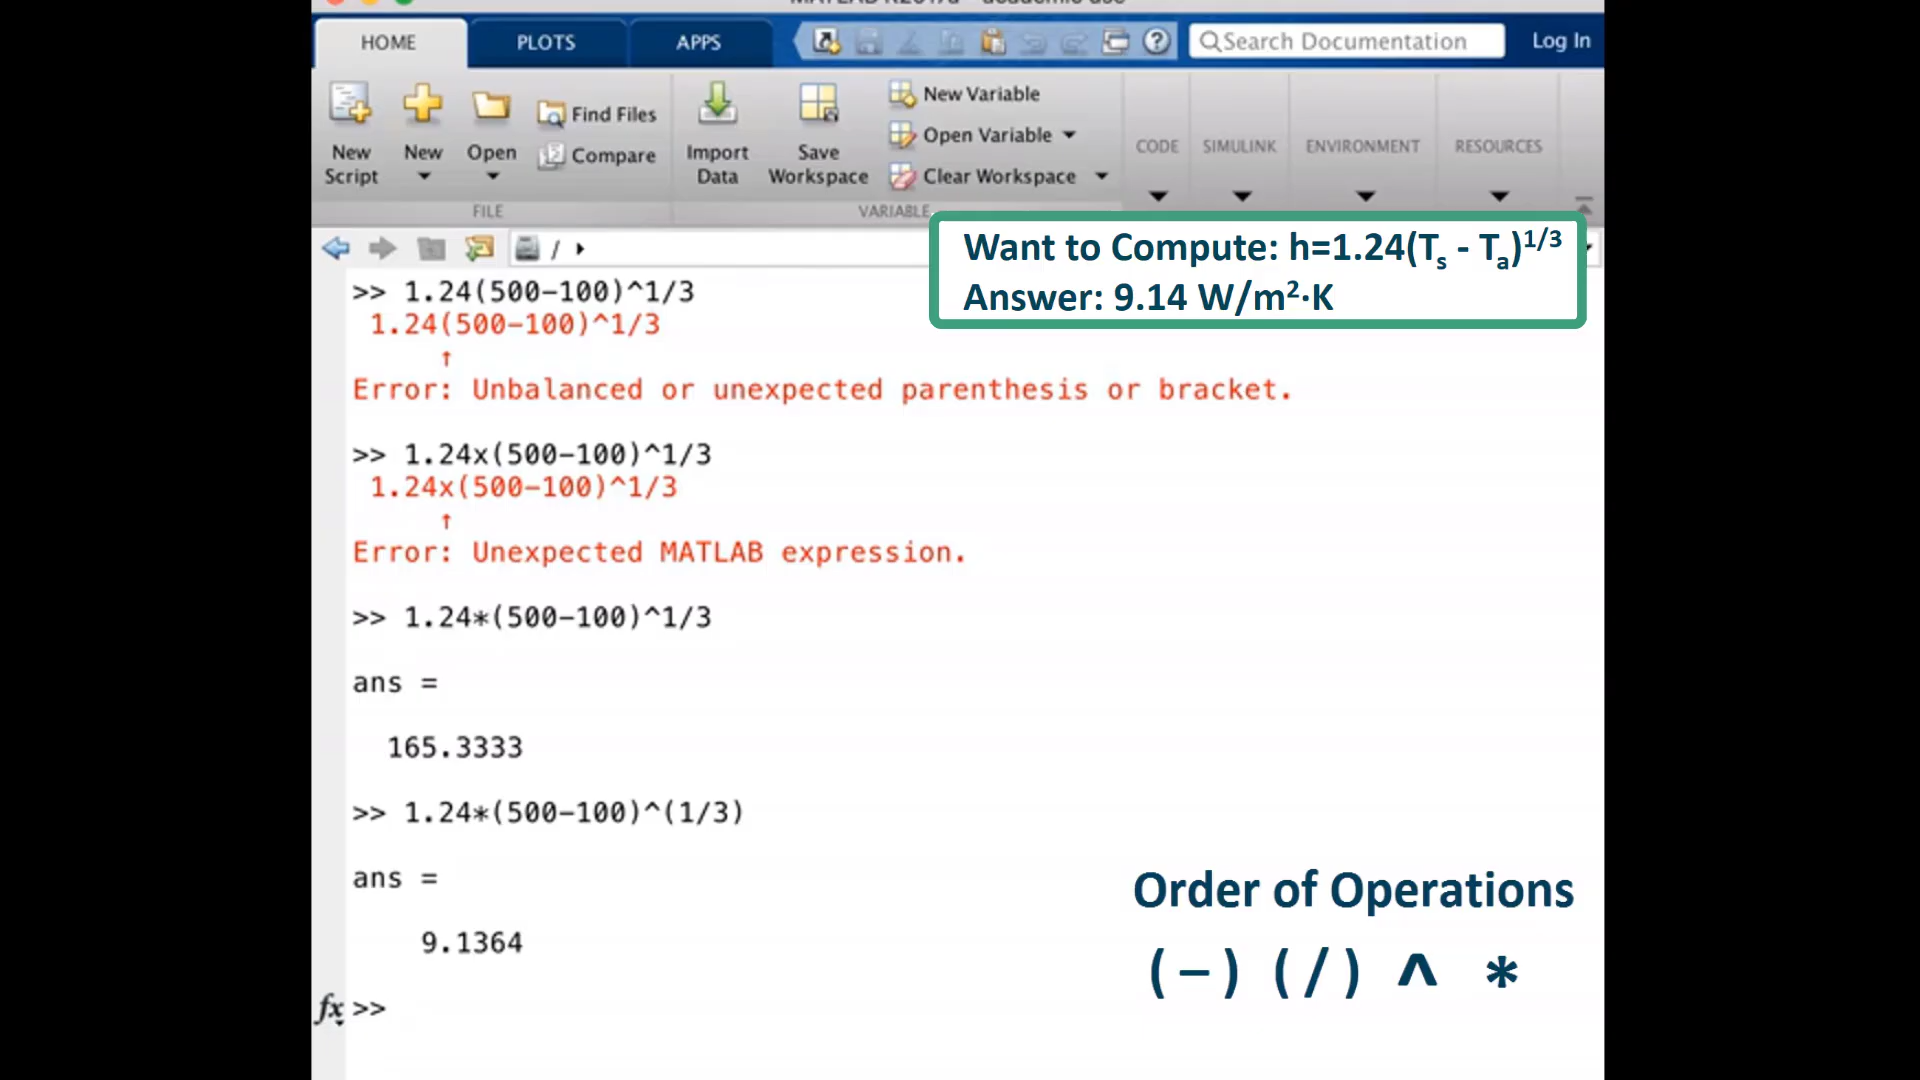 HOME PLOTS APPS Search Documentation Log In
New Script
New
Open
Find Files
Compare
Import Data
Save Workspace
New Variable
Open Variable
Clear Workspace
CODE SIMULINK ENVIRONMENT RESOURCES
FILE VARIABLE
/
Want to Compute: h=1.24(Tₛ - Tₐ)¹/³
Answer: 9.14 W/m²·K
>> 1.24(500-100)^1/3
1.24(500-100)^1/3
↑
Error: Unbalanced or unexpected parenthesis or bracket.
>> 1.24x(500-100)^1/3
1.24x(500-100)^1/3
↑
Error: Unexpected MATLAB expression.
>> 1.24*(500-100)^1/3
ans =
165.3333
>> 1.24*(500-100)^(1/3)
ans =
9.1364
fx >>
Order of Operations
(-) (/) ^ *